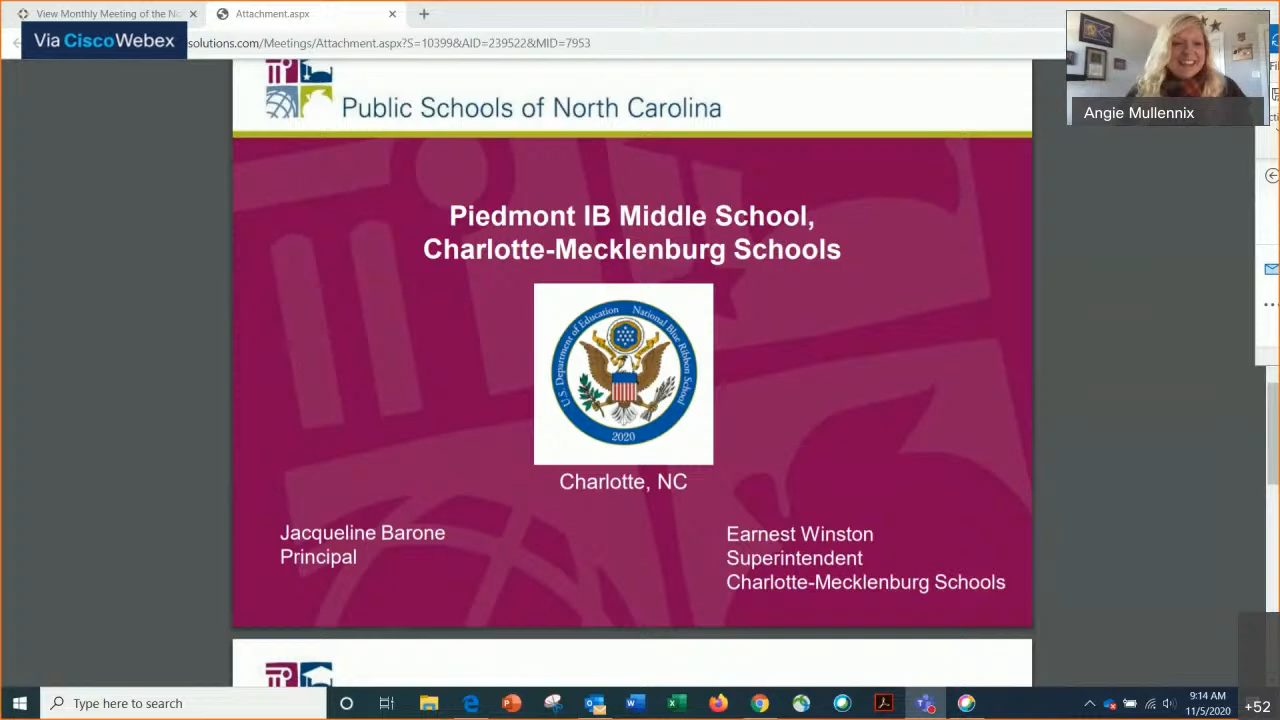 View Monthly Meeting of the N
Attachment.aspx
Via Cisco Webex
solutions.com/Meetings/Attachment.aspx?S=10399&AID=239522&MID=7953
Angie Mullennix
Public Schools of North Carolina
Piedmont IB Middle School,
Charlotte-Mecklenburg Schools
U.S. Department of Education
National Blue Ribbon School
2020
Charlotte, NC
Jacqueline Barone
Principal
Earnest Winston
Superintendent
Charlotte-Mecklenburg Schools
Type here to search
9:14 AM
11/5/2020
+52